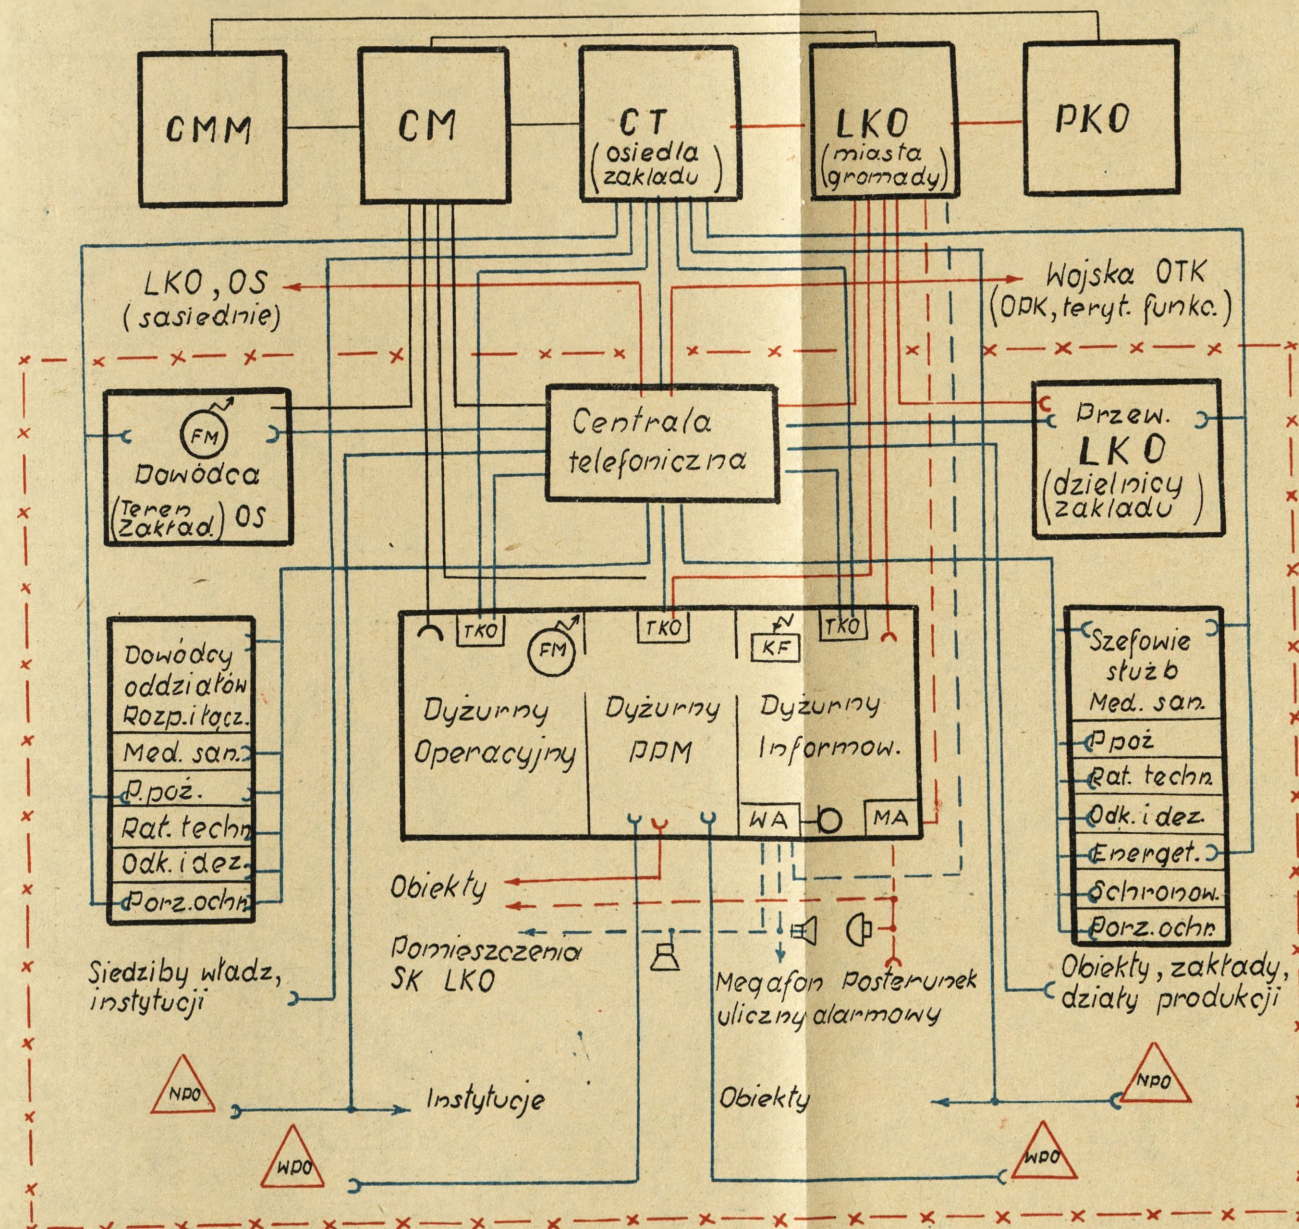 CMM
CM
CT
(osiedla
zakladu)
LKO
(miasta
gromady)
PKO
LKO, OS
(sasiednie)
Wojska OTK
(OPK, teryt. funkc.)
FM
Dowódca
(Teren
Zakład.) OS
Centrala
telefoniczna
Przew.
LKO
(dzielnicy
zakladu)
TKO
FM
TKO
KF
TKO
Dyżurny
Operacyjny
Dyżurny
PPM
Dyżurny
Informow.
WA
MA
Dowódcy
oddziałów
Rozp. i łącz.
Med. san.
P.poż.
Rat. techn
Odk. i dez.
Porz. ochr.
Szefowie
służb
Med. san.
Ppoż
Rat. techn.
Odk. i dez.
Energet.
Schronow.
Porz. ochr.
Obiekty
Pomieszczenia
SK LKO
Megafon
uliczny
Posterunek
alarmowy
Siedziby władz,
instytucji
Obiekty, zakłady,
działy produkcji
NPO
Instytucje
Obiekty
NPO
WPO
WPO